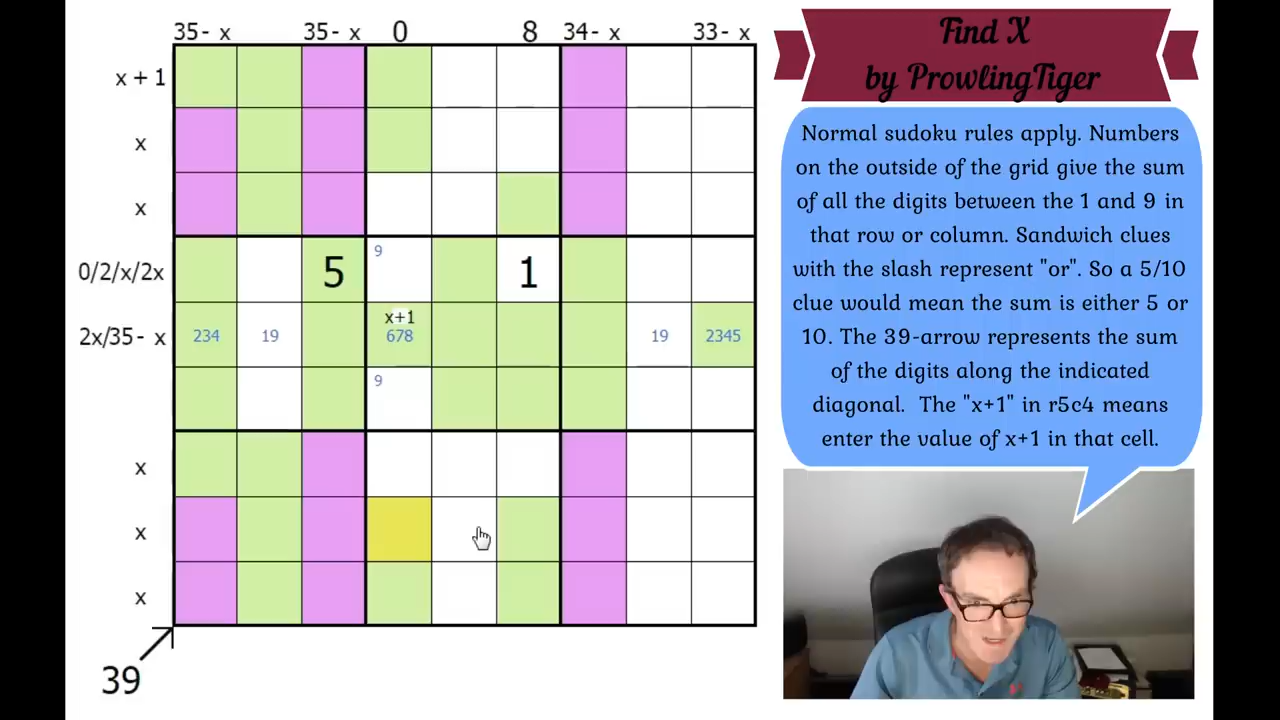 Find X
by ProwlingTiger
Normal sudoku rules apply. Numbers
on the outside of the grid give the sum
of all the digits between the 1 and 9 in
that row or column. Sandwich clues
with the slash represent "or". So a 5/10
clue would mean the sum is either 5 or
10. The 39-arrow represents the sum
of the digits along the indicated
diagonal. The "x+1" in r5c4 means
enter the value of x+1 in that cell.
35- x 35- x 0 8 34- x 33- x
x + 1
x
x
0/2/x/2x 5 9 1
x+1
2x/35- x 234 19 678 19 2345
9
x
x
x
39